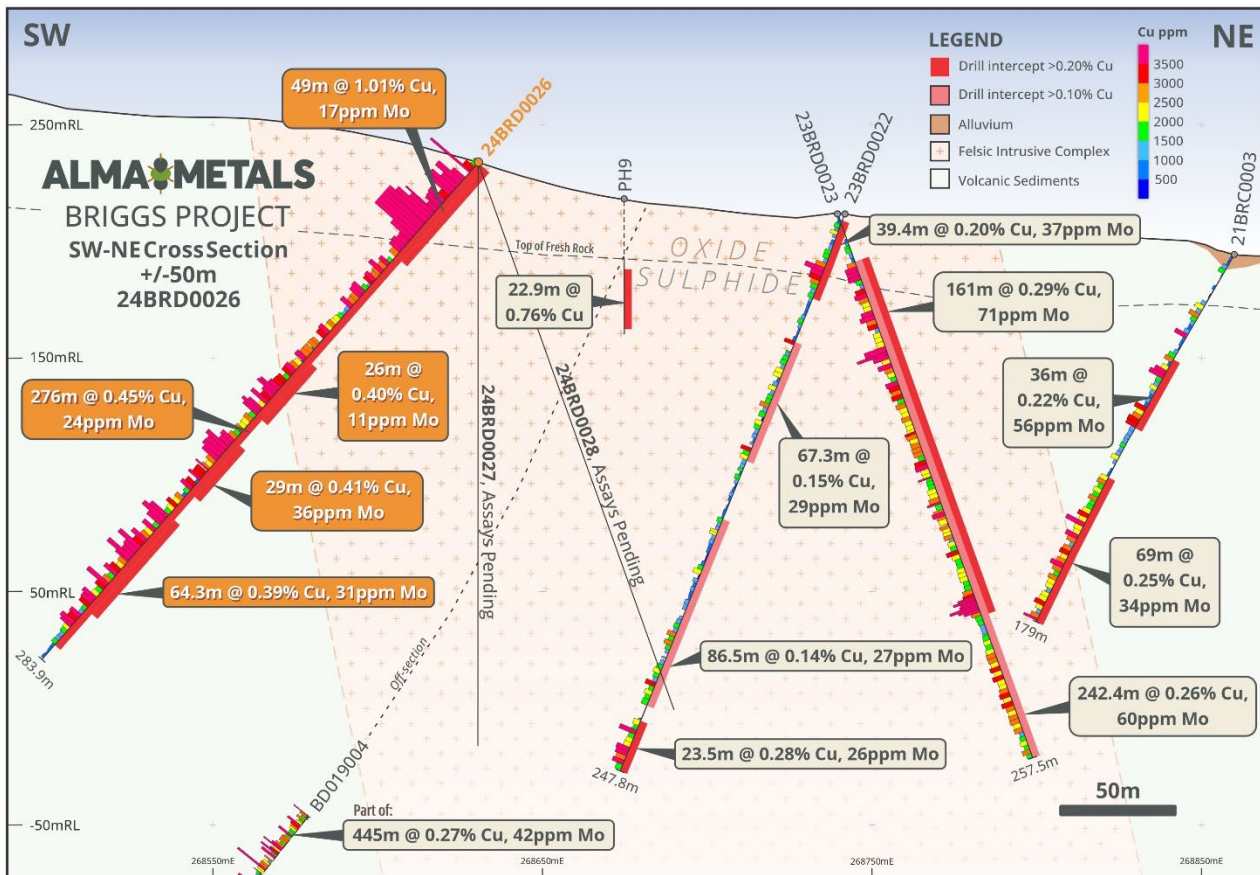 SW
NE
LEGEND
Drill intercept >0.20% Cu
Drill intercept >0.10% Cu
Alluvium
Felsic Intrusive Complex
Volcanic Sediments
Cu ppm
3500
3000
2500
2000
1500
1000
500
250mRL
150mRL
50mRL
-50mRL
ALMA METALS
BRIGGS PROJECT
SW-NE Cross Section
+/-50m
24BRD0026
49m @ 1.01% Cu,
17ppm Mo
24BRD0026
PH9
23BRD0023
23BRD0022
21BRC0003
Top of Fresh Rock
OXIDE
SULPHIDE
39.4m @ 0.20% Cu, 37ppm Mo
22.9m @
0.76% Cu
161m @ 0.29% Cu,
71ppm Mo
276m @ 0.45% Cu,
24ppm Mo
26m @
0.40% Cu,
11ppm Mo
36m @
0.22% Cu,
56ppm Mo
24BRD0027, Assays Pending
24BRD0028, Assays Pending
67.3m @
0.15% Cu,
29ppm Mo
29m @ 0.41% Cu,
36ppm Mo
64.3m @ 0.39% Cu, 31ppm Mo
69m @
0.25% Cu,
34ppm Mo
179m
283.9m
Off-section
86.5m @ 0.14% Cu, 27ppm Mo
242.4m @ 0.26% Cu,
60ppm Mo
23.5m @ 0.28% Cu, 26ppm Mo
247.8m
257.5m
50m
BD019004
Part of:
445m @ 0.27% Cu, 42ppm Mo
268550mE
268650mE
268750mE
268850mE